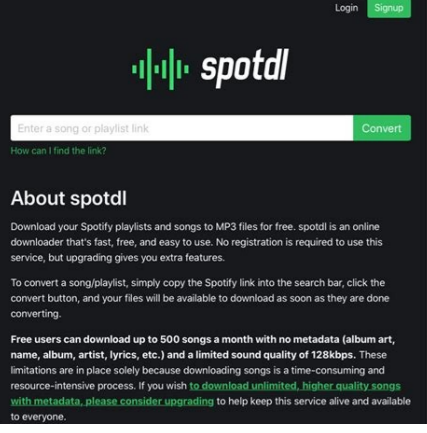 Login Signup
spotdl
Enter a song or playlist link Convert
How can I find the link?
About spotdl
Download your Spotify playlists and songs to MP3 files for free. spotdl is an online
downloader that's fast, free, and easy to use. No registration is required to use this
service, but upgrading gives you extra features.
To convert a song/playlist, simply copy the Spotify link into the search bar, click the
convert button, and your files will be available to download as soon as they are done
converting.
Free users can download up to 500 songs a month with no metadata (album art,
name, album, artist, lyrics, etc.) and a limited sound quality of 128kbps. These
limitations are in place solely because downloading songs is a time-consuming and
resource-intensive process. If you wish to download unlimited, higher quality songs
with metadata, please consider upgrading to help keep this service alive and available
to everyone.